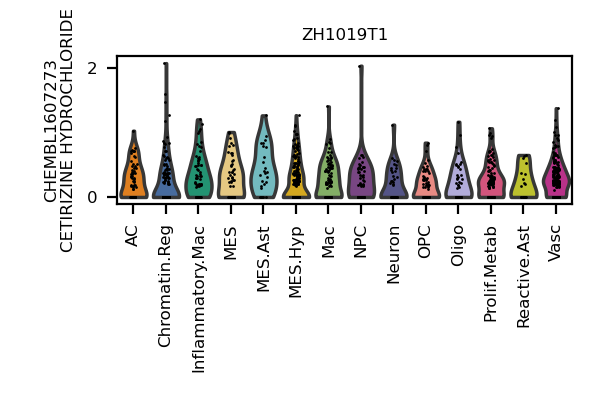 ZH1019T1
CHEMBL1607273
CETIRIZINE HYDROCHLORIDE
2
0
AC
Chromatin.Reg
Inflammatory.Mac
MES
MES.Ast
MES.Hyp
Mac
NPC
Neuron
OPC
Oligo
Prolif.Metab
Reactive.Ast
Vasc